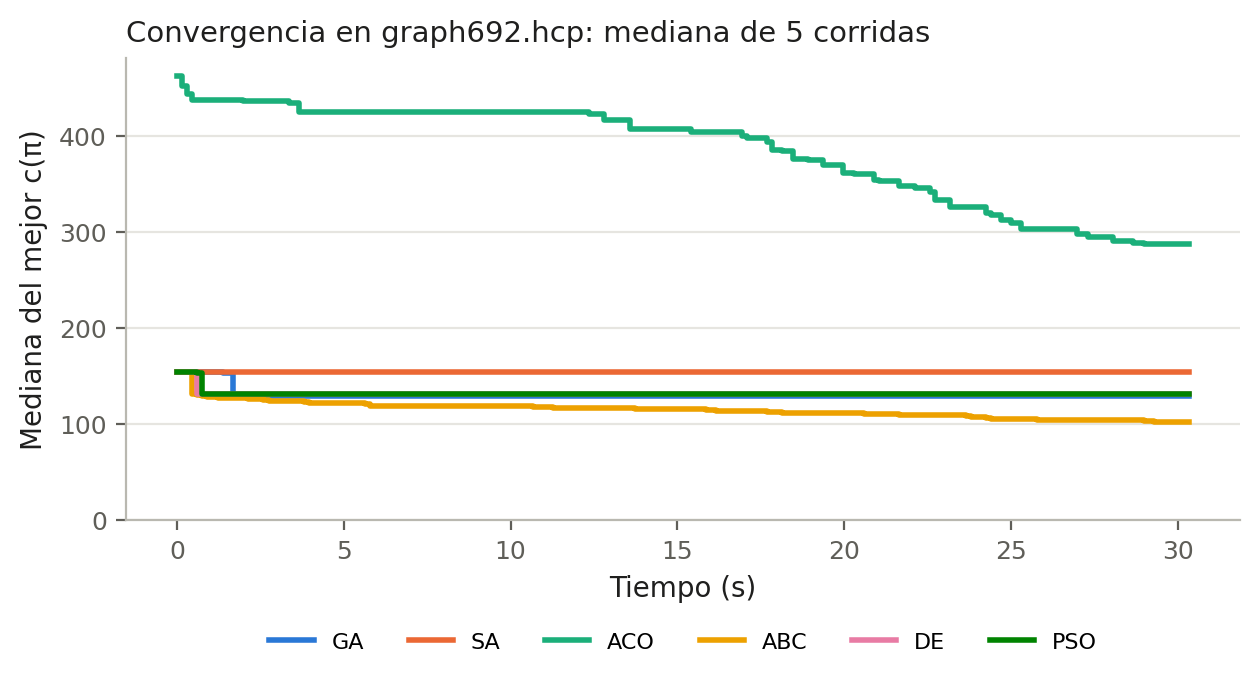 Convergencia en graph692.hcp: mediana de 5 corridas
Mediana del mejor c(π)
400
300
200
100
0
0 5 10 15 20 25 30
Tiempo (s)
GA SA ACO ABC DE PSO